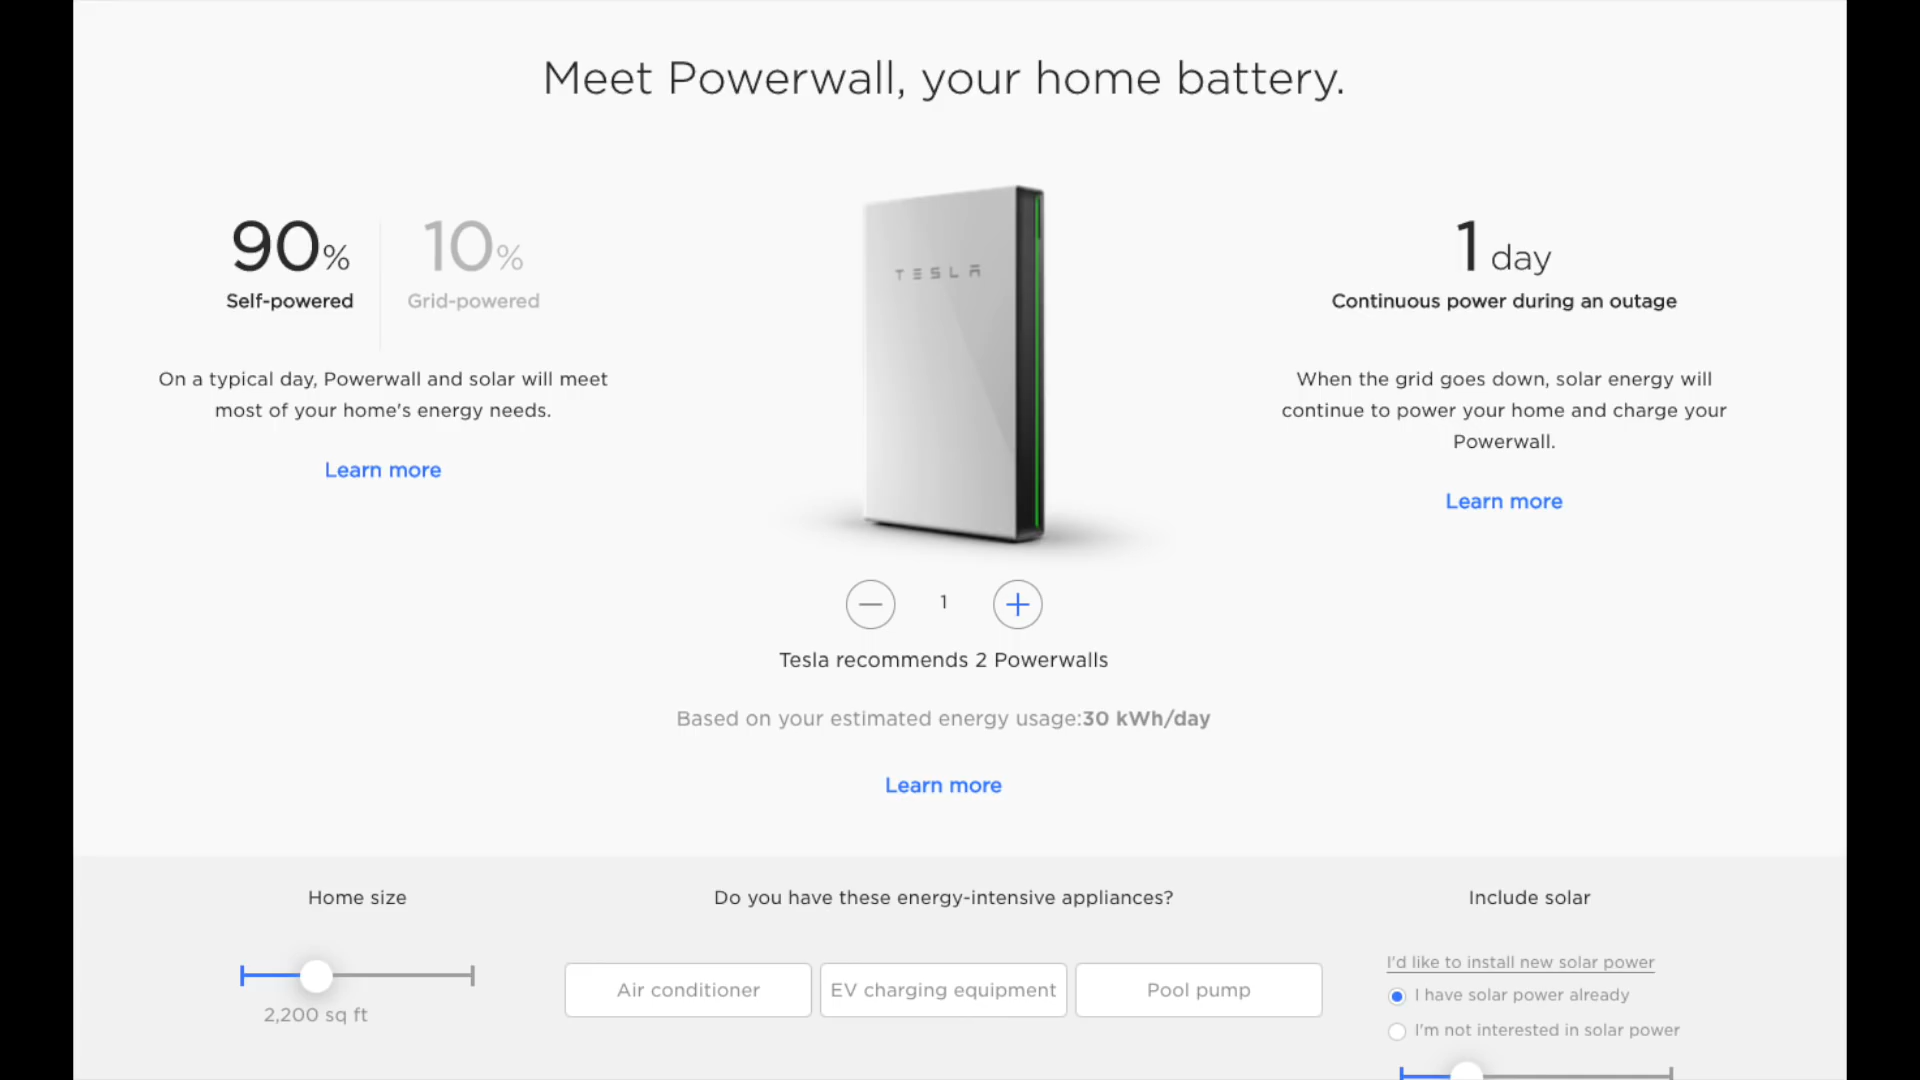 Meet Powerwall, your home battery.
90%
Self-powered
10%
Grid-powered
On a typical day, Powerwall and solar will meet
most of your home's energy needs.
Learn more
TESLA
1 day
Continuous power during an outage
When the grid goes down, solar energy will
continue to power your home and charge your
Powerwall.
Learn more
1
Tesla recommends 2 Powerwalls
Based on your estimated energy usage:30 kWh/day
Learn more
Home size
2,200 sq ft
Do you have these energy-intensive appliances?
Air conditioner
EV charging equipment
Pool pump
Include solar
I'd like to install new solar power
I have solar power already
I'm not interested in solar power